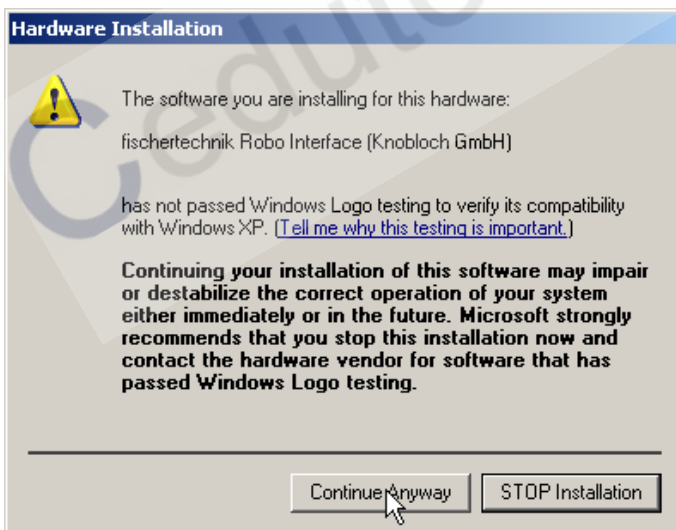 Hardware Installation
The software you are installing for this hardware:
fischertechnik Robo Interface (Knobloch GmbH)
has not passed Windows Logo testing to verify its compatibility
with Windows XP. (Tell me why this testing is important.)
Continuing your installation of this software may impair
or destabilize the correct operation of your system
either immediately or in the future. Microsoft strongly
recommends that you stop this installation now and
contact the hardware vendor for software that has
passed Windows Logo testing.
Continue Anyway
STOP Installation